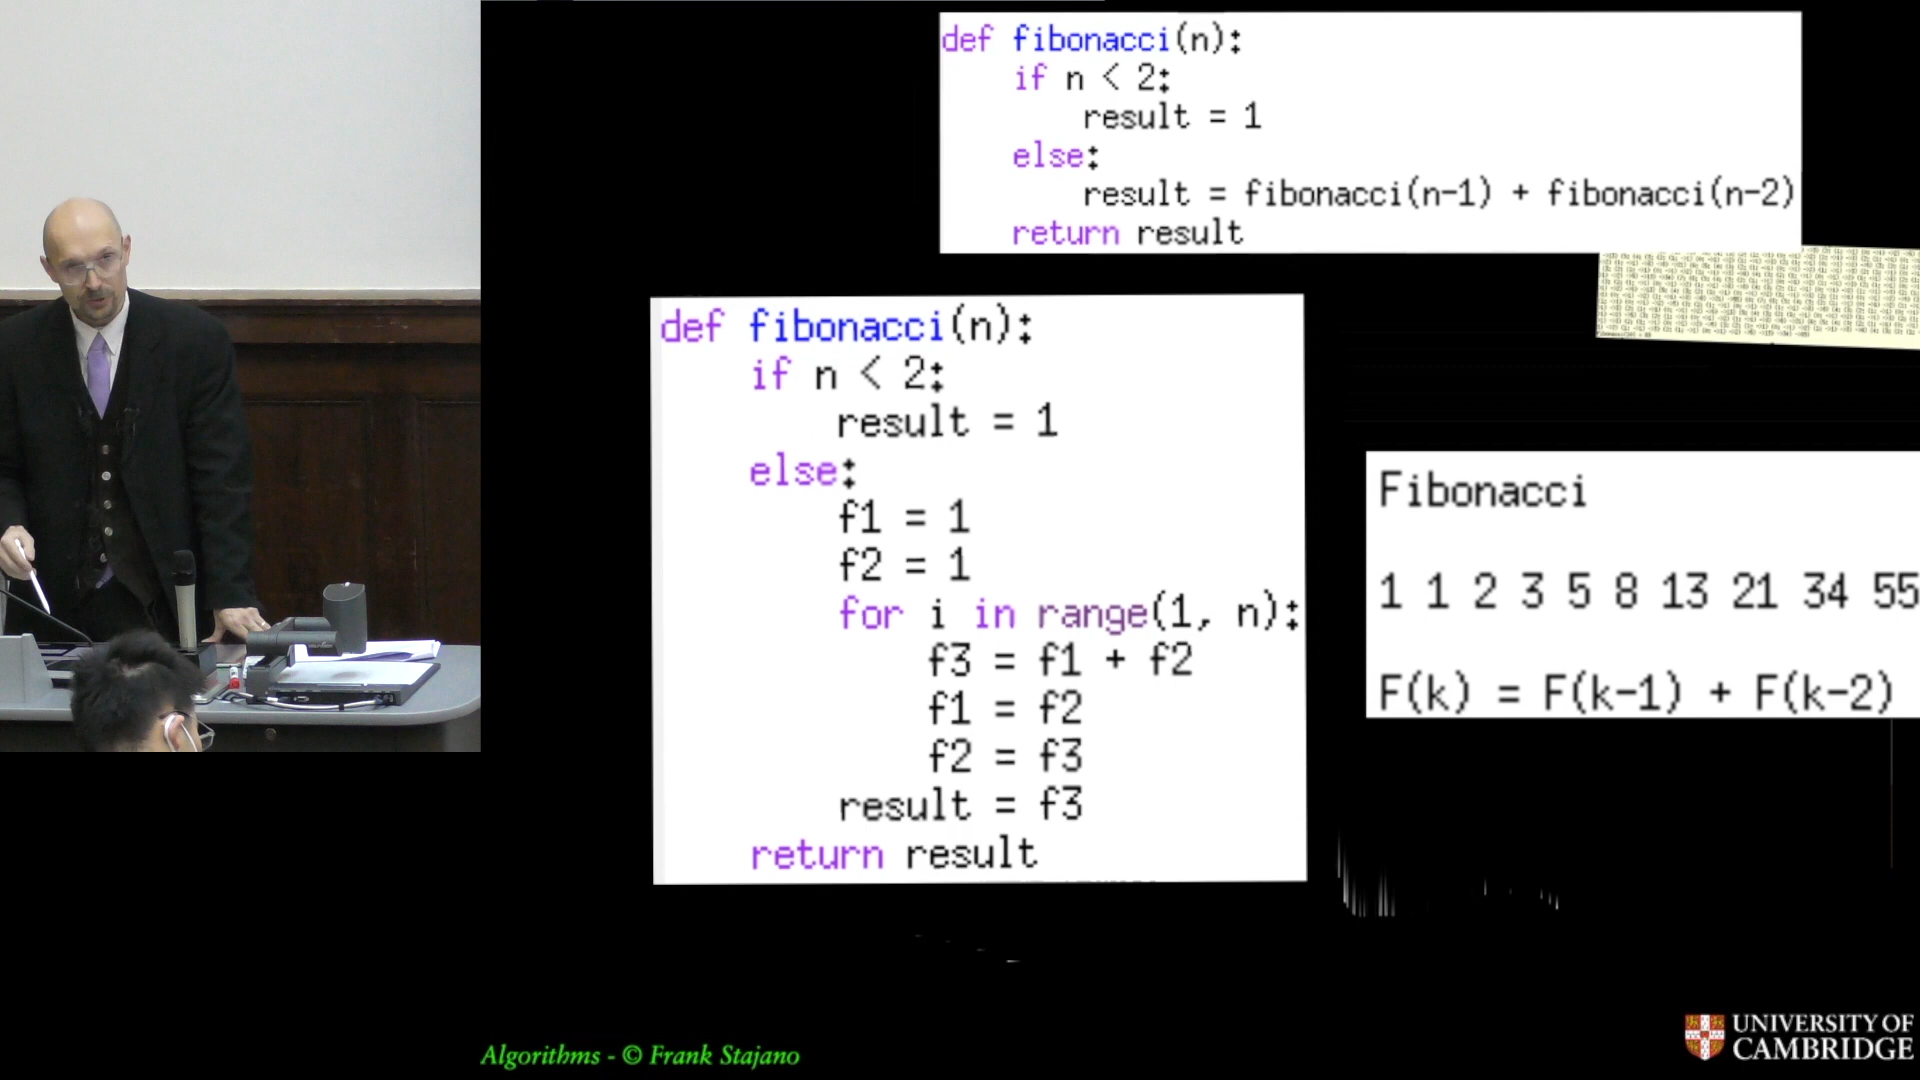 def fibonacci(n):
    if n < 2:
        result = 1
    else:
        result = fibonacci(n-1) + fibonacci(n-2)
    return result
def fibonacci(n):
    if n < 2:
        result = 1
    else:
        f1 = 1
        f2 = 1
        for i in range(1, n):
            f3 = f1 + f2
            f1 = f2
            f2 = f3
        result = f3
    return result
Fibonacci
1 1 2 3 5 8 13 21 34 55
F(k) = F(k-1) + F(k-2)
Algorithms - © Frank Stajano
UNIVERSITY OF
CAMBRIDGE